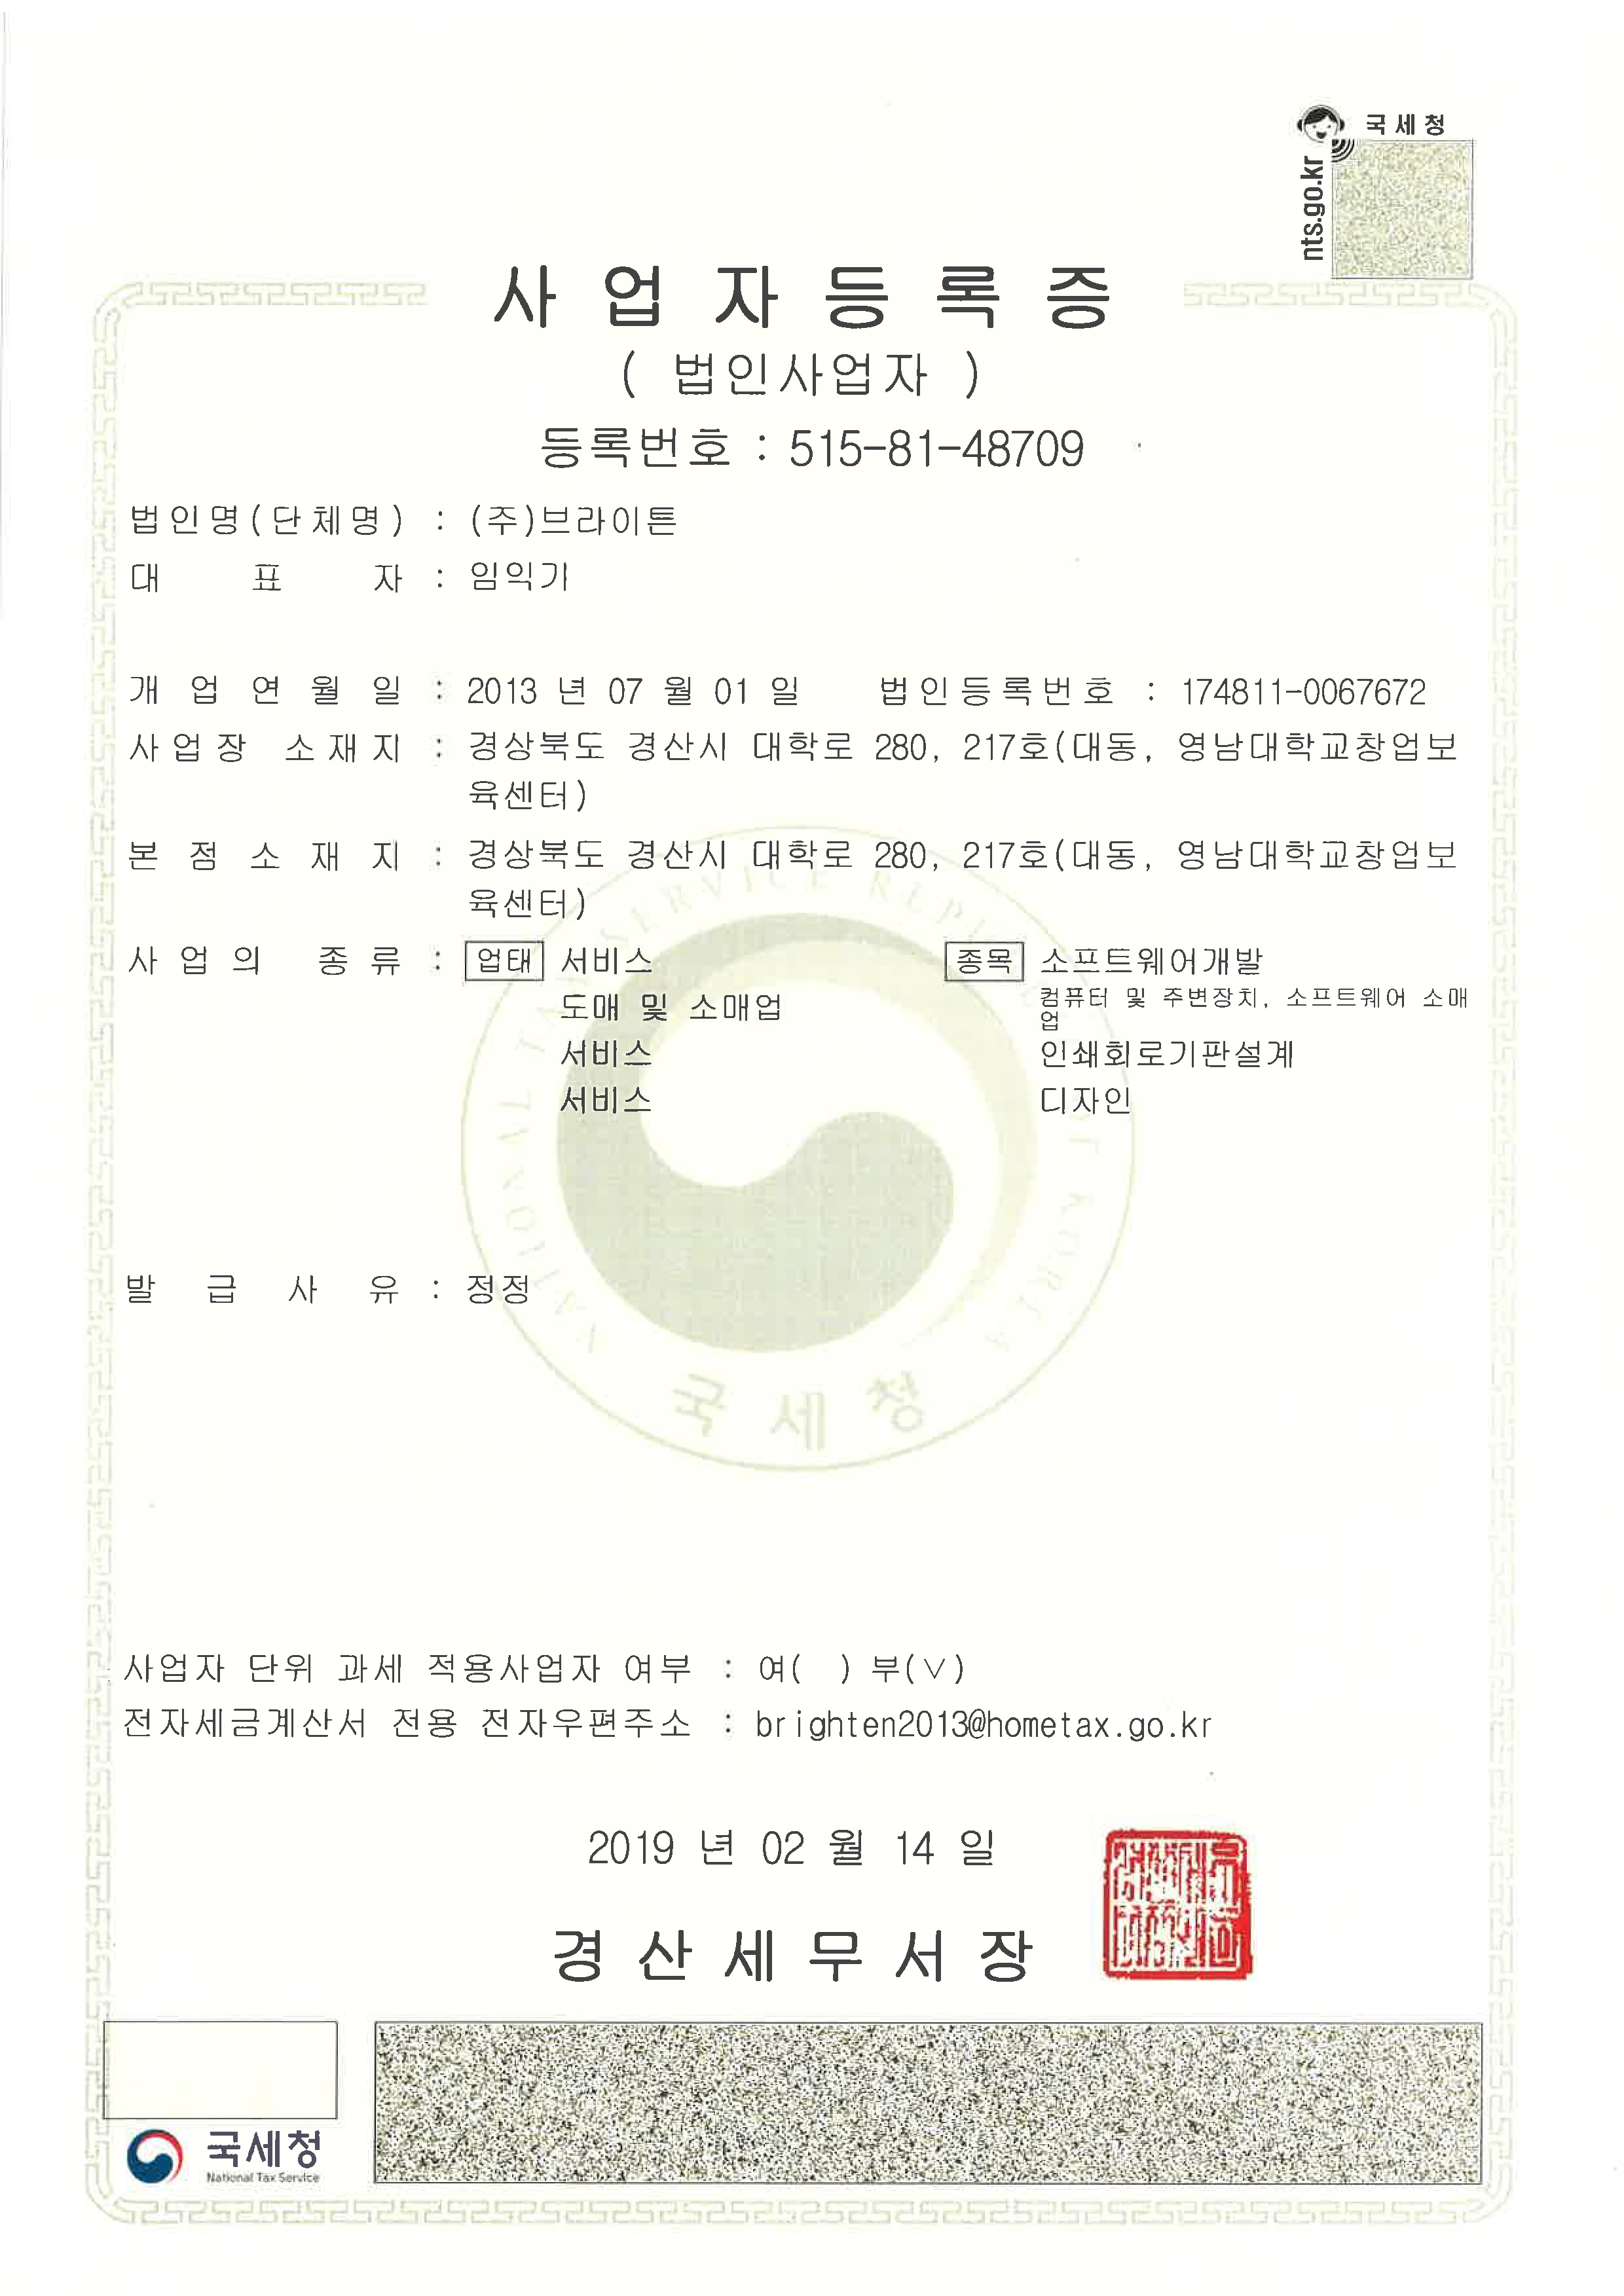 국세청
nts.go.kr
사업자등록증
( 법인사업자 )
등록번호 : 515-81-48709
법인명(단체명) : (주)브라이튼
대표자 : 임익기
개업연월일 : 2013 년 07 월 01 일 법인등록번호 : 174811-0067672
사업장 소재지 : 경상북도 경산시 대학로 280, 217호(대동, 영남대학교창업보
육센터)
본점소재지 : 경상북도 경산시 대학로 280, 217호(대동, 영남대학교창업보
육센터)
사업의 종류 : 업태 서비스 종목 소프트웨어개발
도매 및 소매업 컴퓨터 및 주변장치, 소프트웨어 소매
업
서비스 인쇄회로기판설계
서비스 디자인
발급사유 : 정정
국세청
사업자 단위 과세 적용사업자 여부 : 여( ) 부(∨)
전자세금계산서 전용 전자우편주소 : brighten2013@hometax.go.kr
2019 년 02 월 14 일
경산세무서장
국세청
National Tax Service